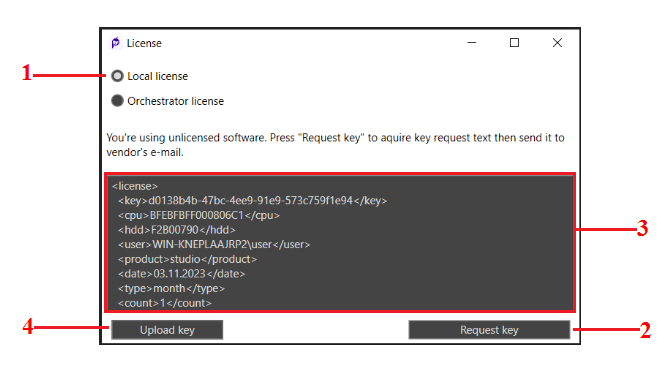 License
1
Local license
Orchestrator license
You're using unlicensed software. Press "Request key" to aquire key request text then send it to
vendor's e-mail.
<license>
<key>d0138b4b-47bc-4ee9-91e9-573c759f1e94</key>
<cpu>BFEBFBFF000806C1</cpu>
<hdd>F2B00790</hdd>
<user>WIN-KNEPLAAJRP2\user</user>
<product>studio</product>
<date>03.11.2023</date>
<type>month</type>
<count>1</count>
3
4
Upload key
Request key
2